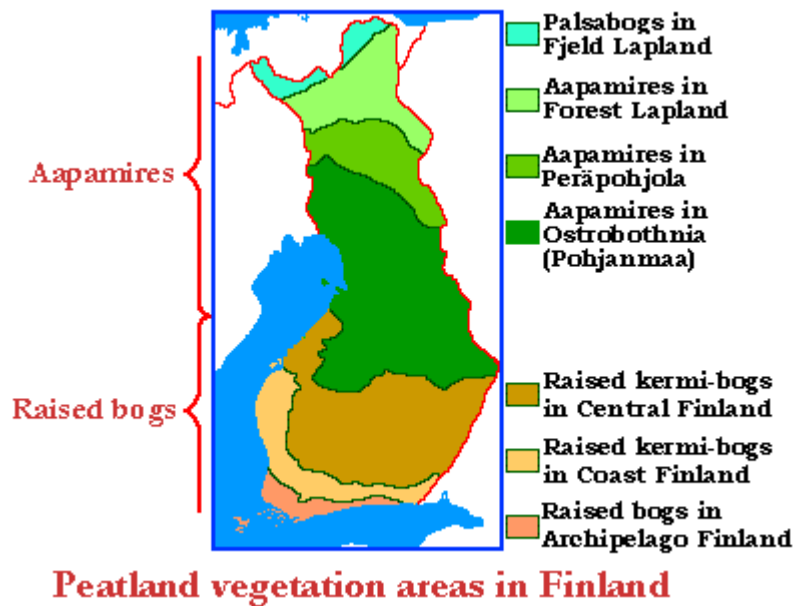 Palsabogs in
Fjeld Lapland
Aapamires in
Forest Lapland
Aapamires
Aapamires in
Peräpohjola
Aapamires in
Ostrobothnia
(Pohjanmaa)
Raised bogs
Raised kermi-bogs
in Central Finland
Raised kermi-bogs
in Coast Finland
Raised bogs in
Archipelago Finland
Peatland vegetation areas in Finland